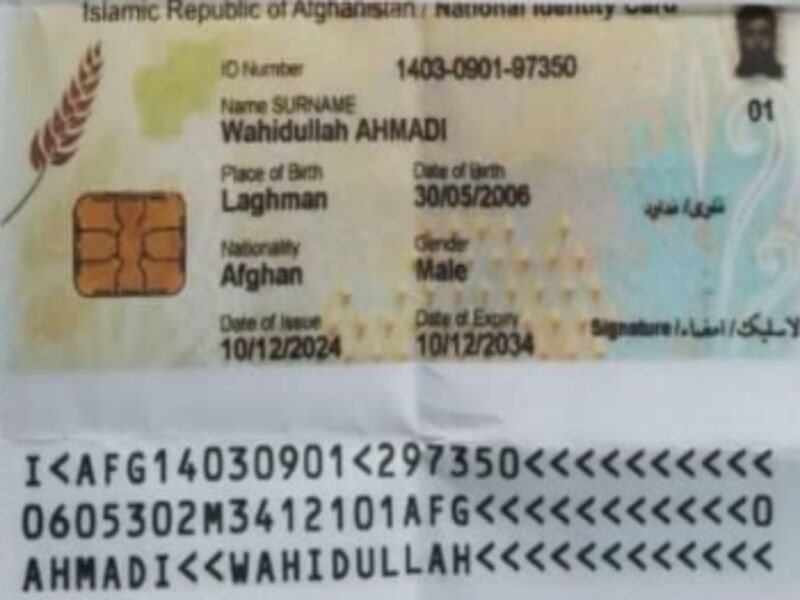 Islamic Republic of Afghanistan / National Identity Card
ID Number 1403-0901-97350
Name SURNAME
Wahidullah AHMADI
01
Place of Birth Date of Birth
Laghman 30/05/2006
Nationality Gender
Afghan Male
Date of Issue Date of Expiry
10/12/2024 10/12/2034
Signature / امضاء / لاسلیک
I<AFG14030901<297350<<<<<<<<<<
0605302M3412101AFG<<<<<<<<<<<0
AHMADI<<WAHIDULLAH<<<<<<<<<<<<